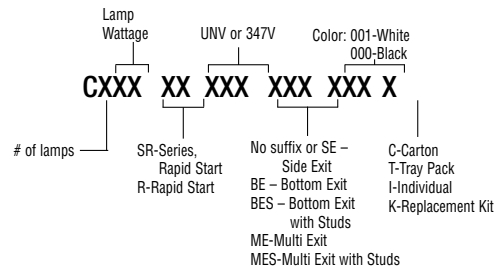 Lamp
Wattage
UNV or 347V
Color: 001-White
000-Black
CXXX XX XXX XXX XXX X
# of lamps
SR-Series,
Rapid Start
R-Rapid Start
No suffix or SE –
Side Exit
BE – Bottom Exit
BES – Bottom Exit
with Studs
ME-Multi Exit
MES-Multi Exit with Studs
C-Carton
T-Tray Pack
I-Individual
K-Replacement Kit